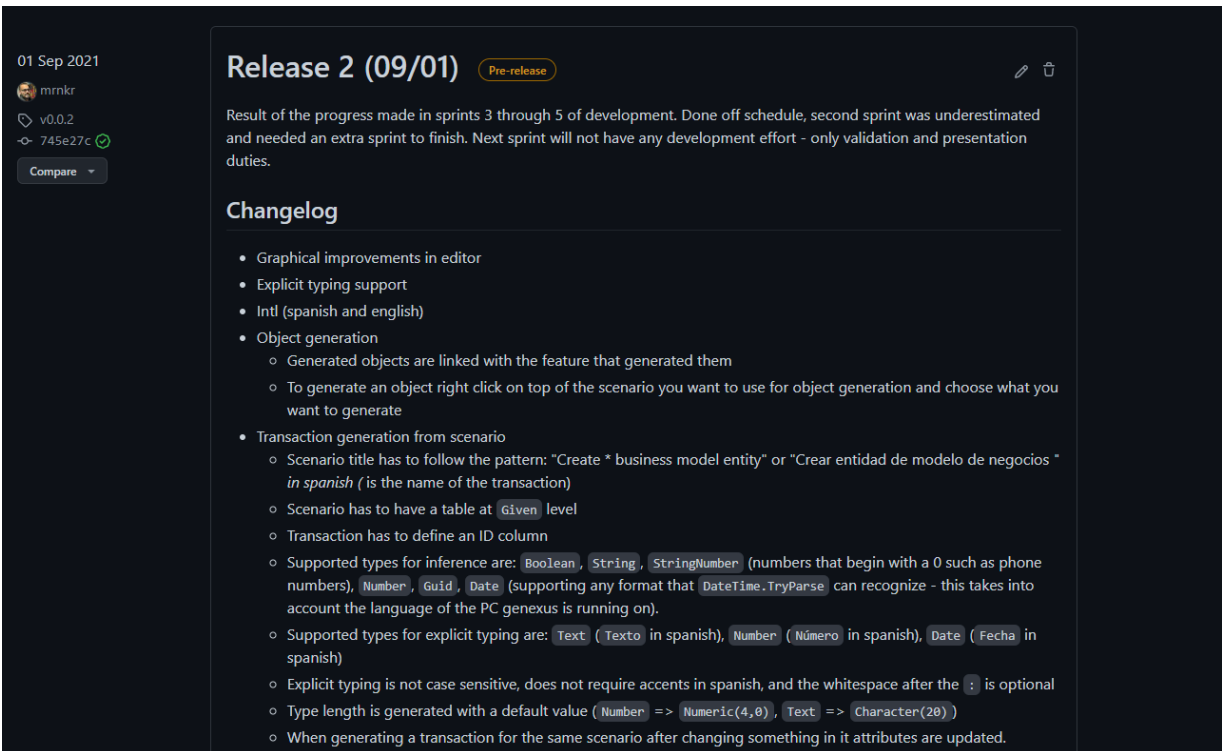 01 Sep 2021
mrnkr
v0.0.2
745e27c
Compare
Release 2 (09/01) Pre-release
Result of the progress made in sprints 3 through 5 of development. Done off schedule, second sprint was underestimated
and needed an extra sprint to finish. Next sprint will not have any development effort - only validation and presentation
duties.
Changelog
• Graphical improvements in editor
• Explicit typing support
• Intl (spanish and english)
• Object generation
◦ Generated objects are linked with the feature that generated them
◦ To generate an object right click on top of the scenario you want to use for object generation and choose what you
want to generate
• Transaction generation from scenario
◦ Scenario title has to follow the pattern: "Create * business model entity" or "Crear entidad de modelo de negocios "
in spanish ( is the name of the transaction)
◦ Scenario has to have a table at Given level
◦ Transaction has to define an ID column
◦ Supported types for inference are: Boolean, String, StringNumber (numbers that begin with a 0 such as phone
numbers), Number, Guid, Date (supporting any format that DateTime.TryParse can recognize - this takes into
account the language of the PC genexus is running on).
◦ Supported types for explicit typing are: Text (Texto in spanish), Number (Número in spanish), Date (Fecha in
spanish)
◦ Explicit typing is not case sensitive, does not require accents in spanish, and the whitespace after the : is optional
◦ Type length is generated with a default value (Number => Numeric(4,0), Text => Character(20))
◦ When generating a transaction for the same scenario after changing something in it attributes are updated.